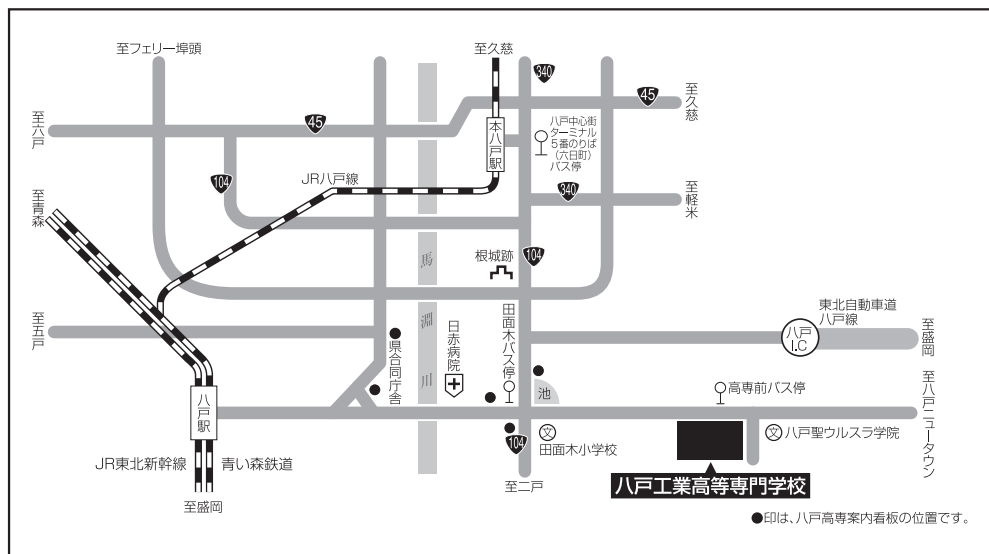 至フェリー埠頭
至久慈
340
45
至久慈
至六戸
45
八戸中心街
ターミナル
5番のりば
(六日町)
バス停
本八戸駅
104
JR八戸線
340
至軽米
至青森
104
根城跡
馬淵川
東北自動車道
八戸線
至五戸
田面木バス停
八戸
I.C
至盛岡
県合同庁舎
日赤病院
池
高専前バス停
至八戸ニュータウン
八戸駅
104
文
田面木小学校
文 八戸聖ウルスラ学院
JR東北新幹線
青い森鉄道
至二戸
八戸工業高等専門学校
至盛岡
●印は、八戸高専案内看板の位置です。